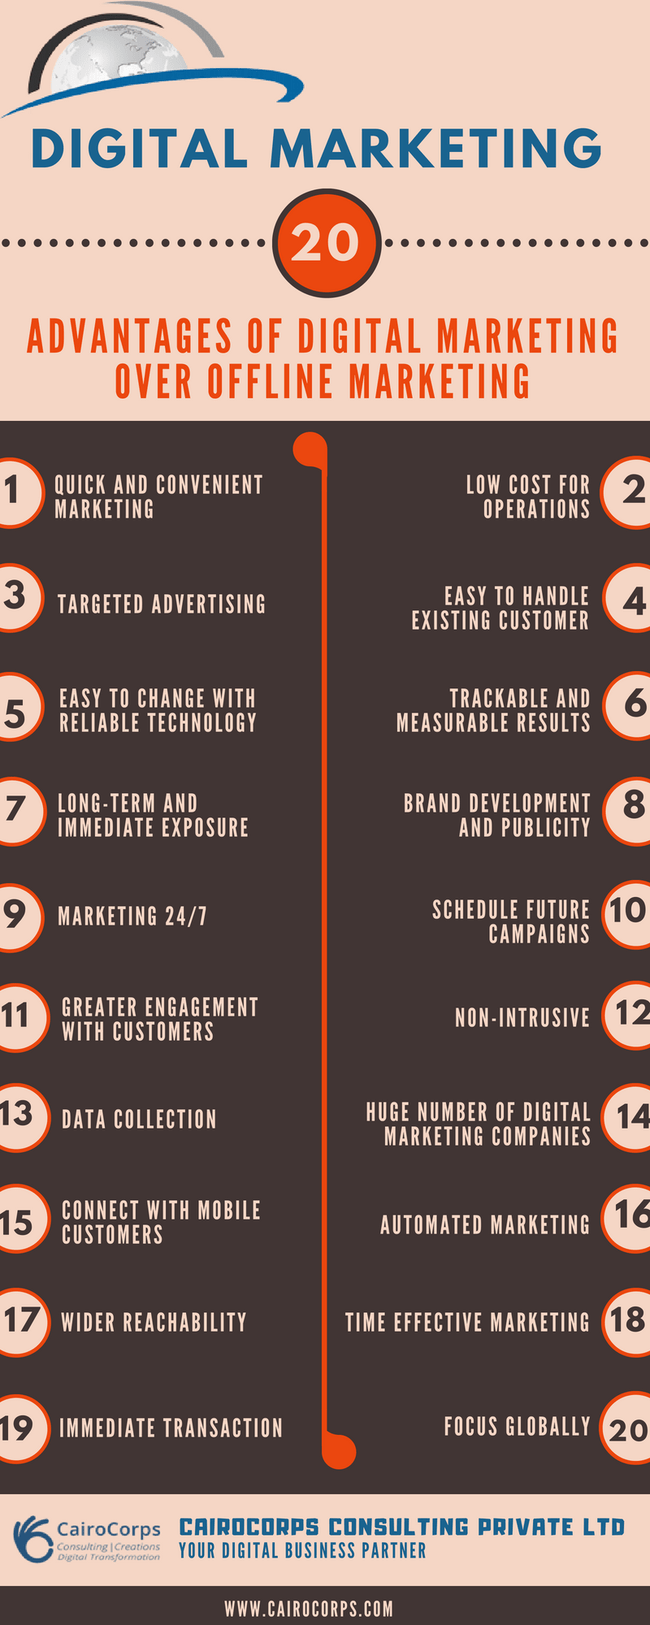 DIGITAL MARKETING
20
ADVANTAGES OF DIGITAL MARKETING
OVER OFFLINE MARKETING
1
QUICK AND CONVENIENT
MARKETING
LOW COST FOR
OPERATIONS
2
3
TARGETED ADVERTISING
EASY TO HANDLE
EXISTING CUSTOMER
4
5
EASY TO CHANGE WITH
RELIABLE TECHNOLOGY
TRACKABLE AND
MEASURABLE RESULTS
6
7
LONG-TERM AND
IMMEDIATE EXPOSURE
BRAND DEVELOPMENT
AND PUBLICITY
8
9
MARKETING 24/7
SCHEDULE FUTURE
CAMPAIGNS
10
11
GREATER ENGAGEMENT
WITH CUSTOMERS
NON-INTRUSIVE
12
13
DATA COLLECTION
HUGE NUMBER OF DIGITAL
MARKETING COMPANIES
14
15
CONNECT WITH MOBILE
CUSTOMERS
AUTOMATED MARKETING
16
17
WIDER REACHABILITY
TIME EFFECTIVE MARKETING
18
19
IMMEDIATE TRANSACTION
FOCUS GLOBALLY
20
CairoCorps
Consulting|Creations
Digital Transformation
CAIROCORPS CONSULTING PRIVATE LTD
YOUR DIGITAL BUSINESS PARTNER
WWW.CAIROCORPS.COM